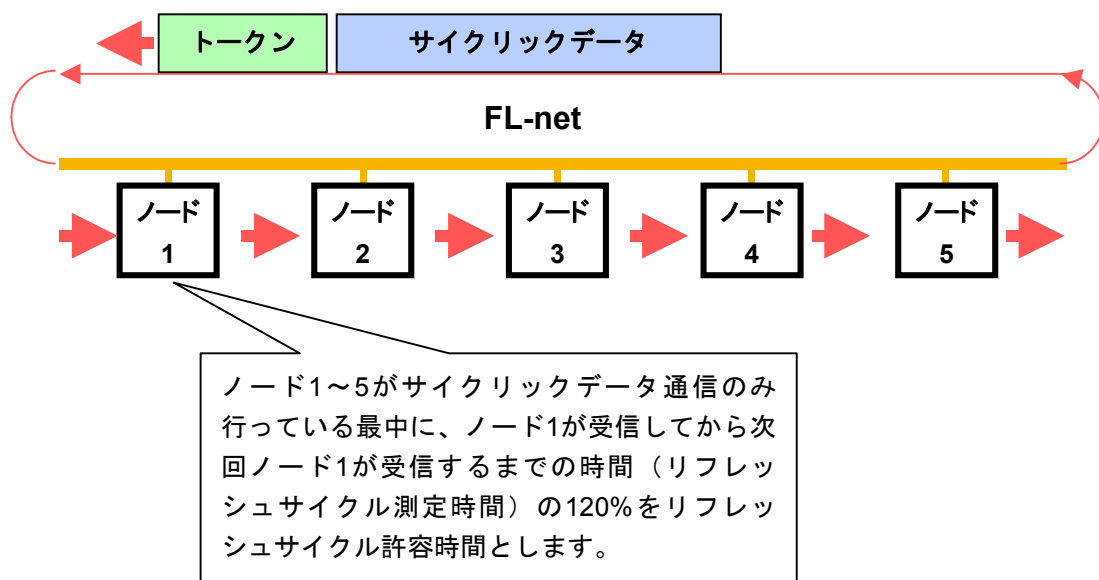 トークン
サイクリックデータ
FL-net
ノード
1
ノード
2
ノード
3
ノード
4
ノード
5
ノード1～5がサイクリックデータ通信のみ
行っている最中に、ノード1が受信してから次
回ノード1が受信するまでの時間（リフレッ
シュサイクル測定時間）の120%をリフレッ
シュサイクル許容時間とします。